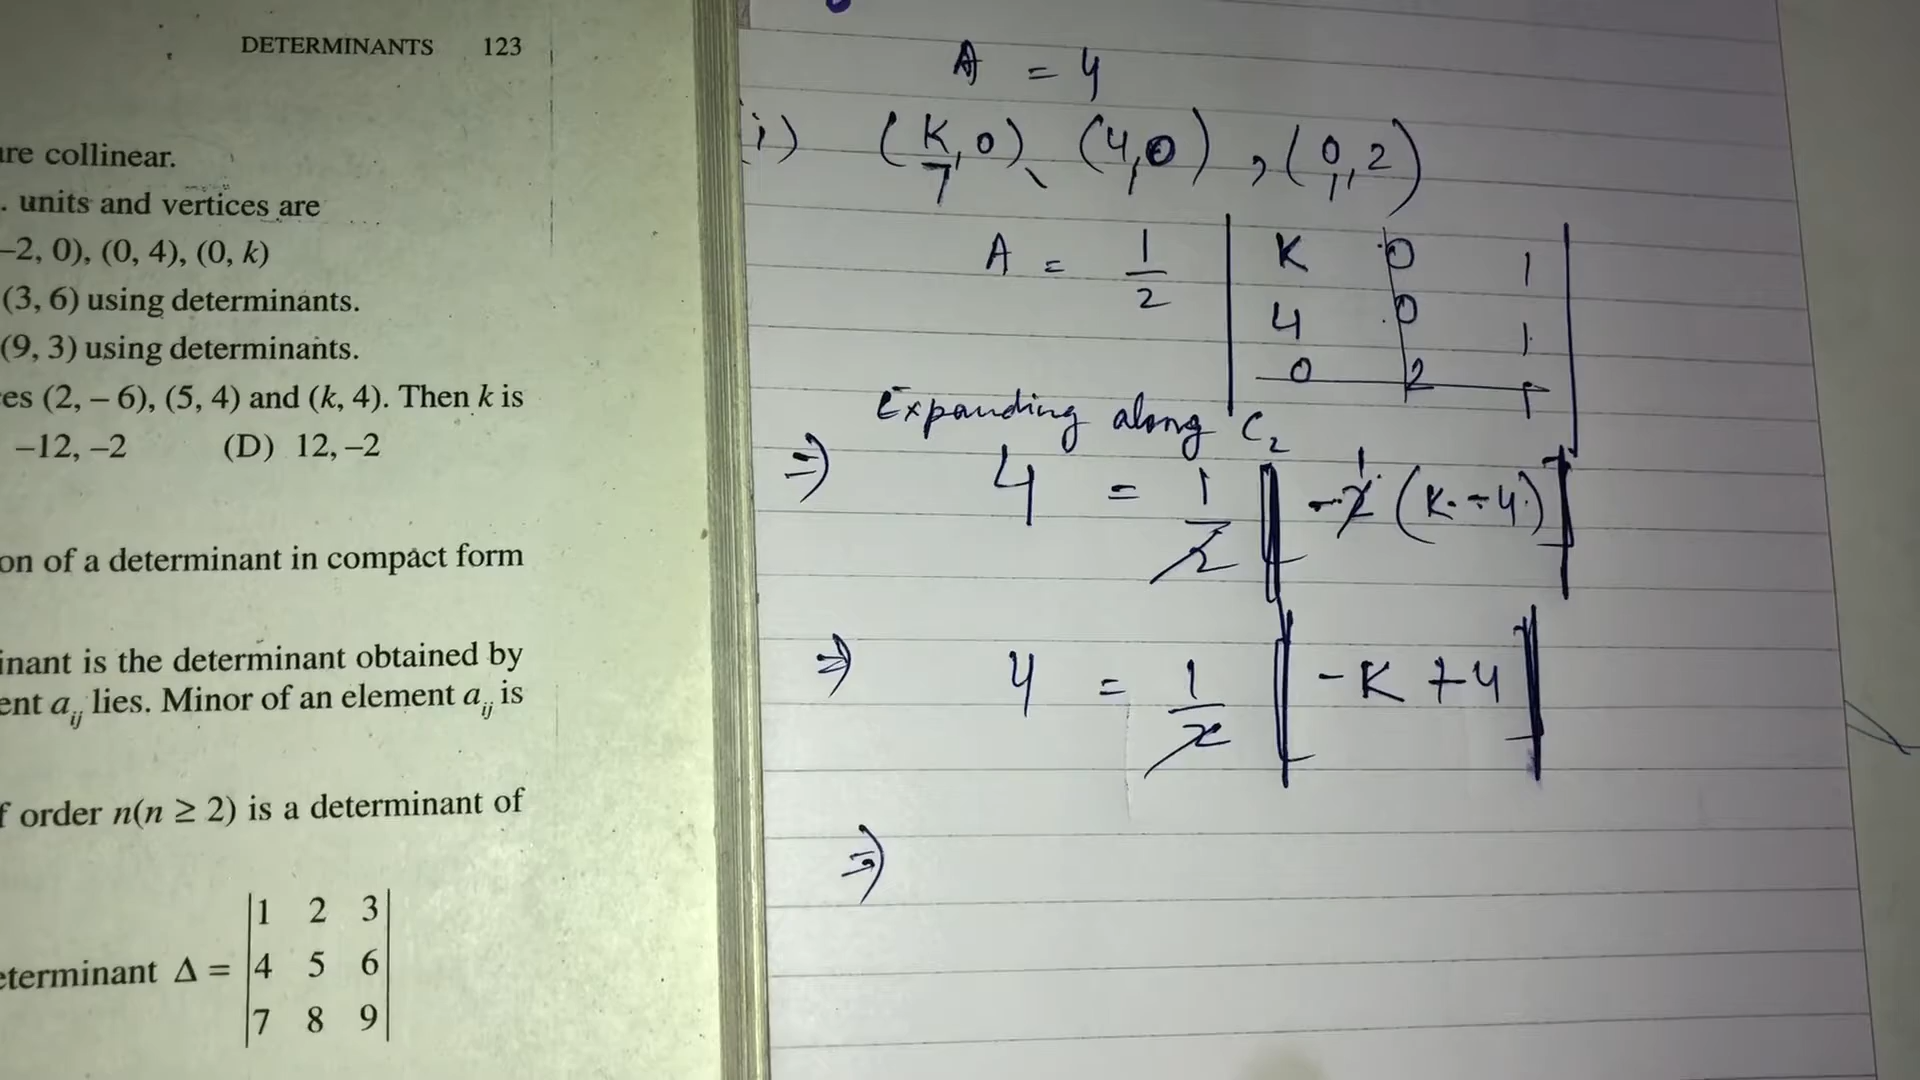 DETERMINANTS 123
are collinear.
. units and vertices are
–2, 0), (0, 4), (0, k)
(3, 6) using determinants.
(9, 3) using determinants.
es (2, – 6), (5, 4) and (k, 4). Then k is
–12, –2 (D) 12, –2
on of a determinant in compact form
inant is the determinant obtained by
ent a_ij lies. Minor of an element a_ij is
f order n(n ≥ 2) is a determinant of
1 2 3
eterminant Δ = 4 5 6
7 8 9
A = 4
i) (K,0), (4,0), (0,2)
A = 1/2 | K 0 1
4 0 1
0 2 1 |
Expanding along C₂
⇒ 4 = 1/2 [ -2 (K - 4) ]
⇒ 4 = 1/2 [ -K + 4 ]
⇒